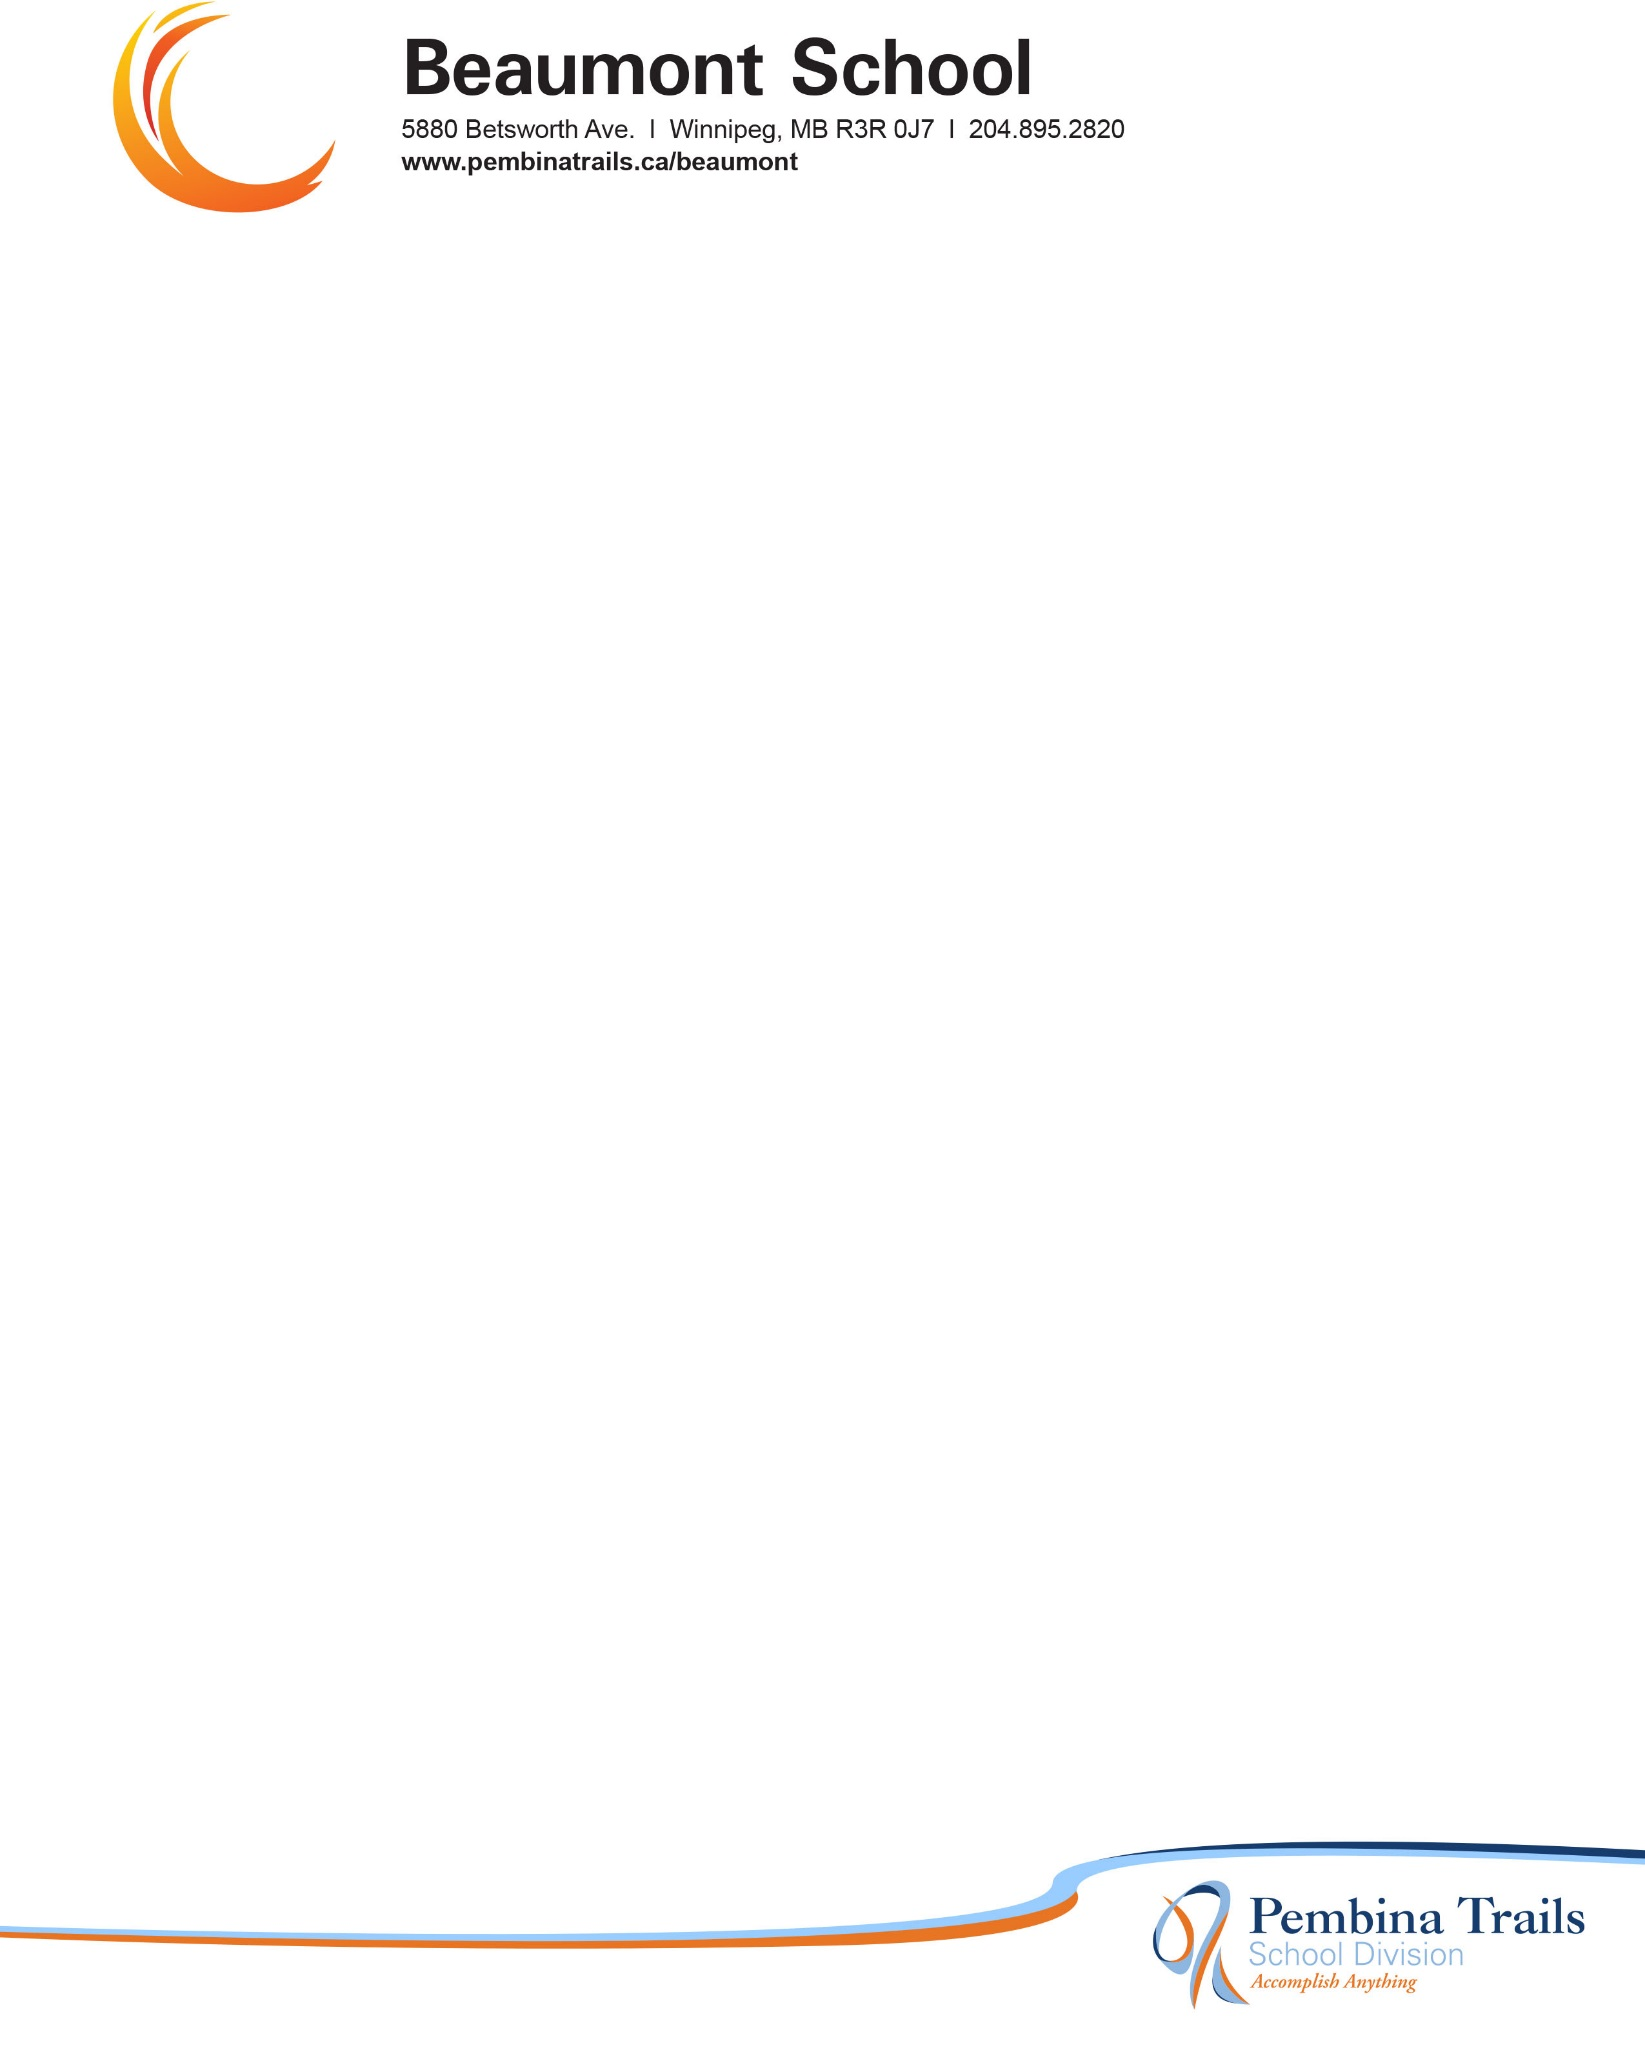 Beaumont School
5880 Betsworth Ave. I Winnipeg, MB R3R 0J7 I 204.895.2820
www.pembinatrails.ca/beaumont
Pembina Trails
School Division
Accomplish Anything